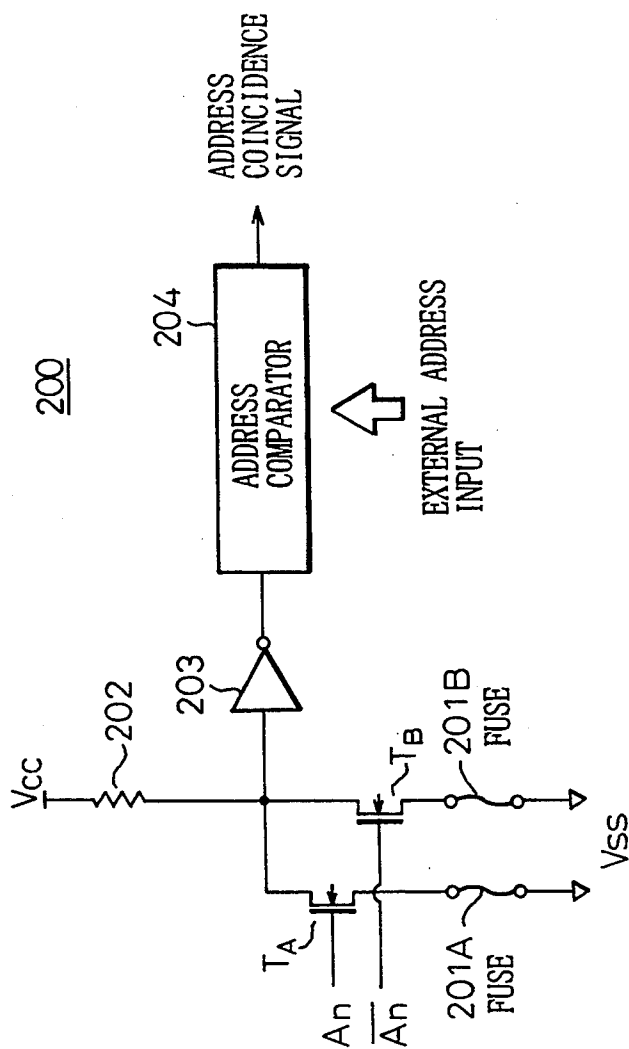 200
Vcc
202
203
204
ADDRESS
COMPARATOR
ADDRESS
COINCIDENCE
SIGNAL
EXTERNAL ADDRESS
INPUT
TA
TB
An
An
201A
FUSE
201B
FUSE
Vss